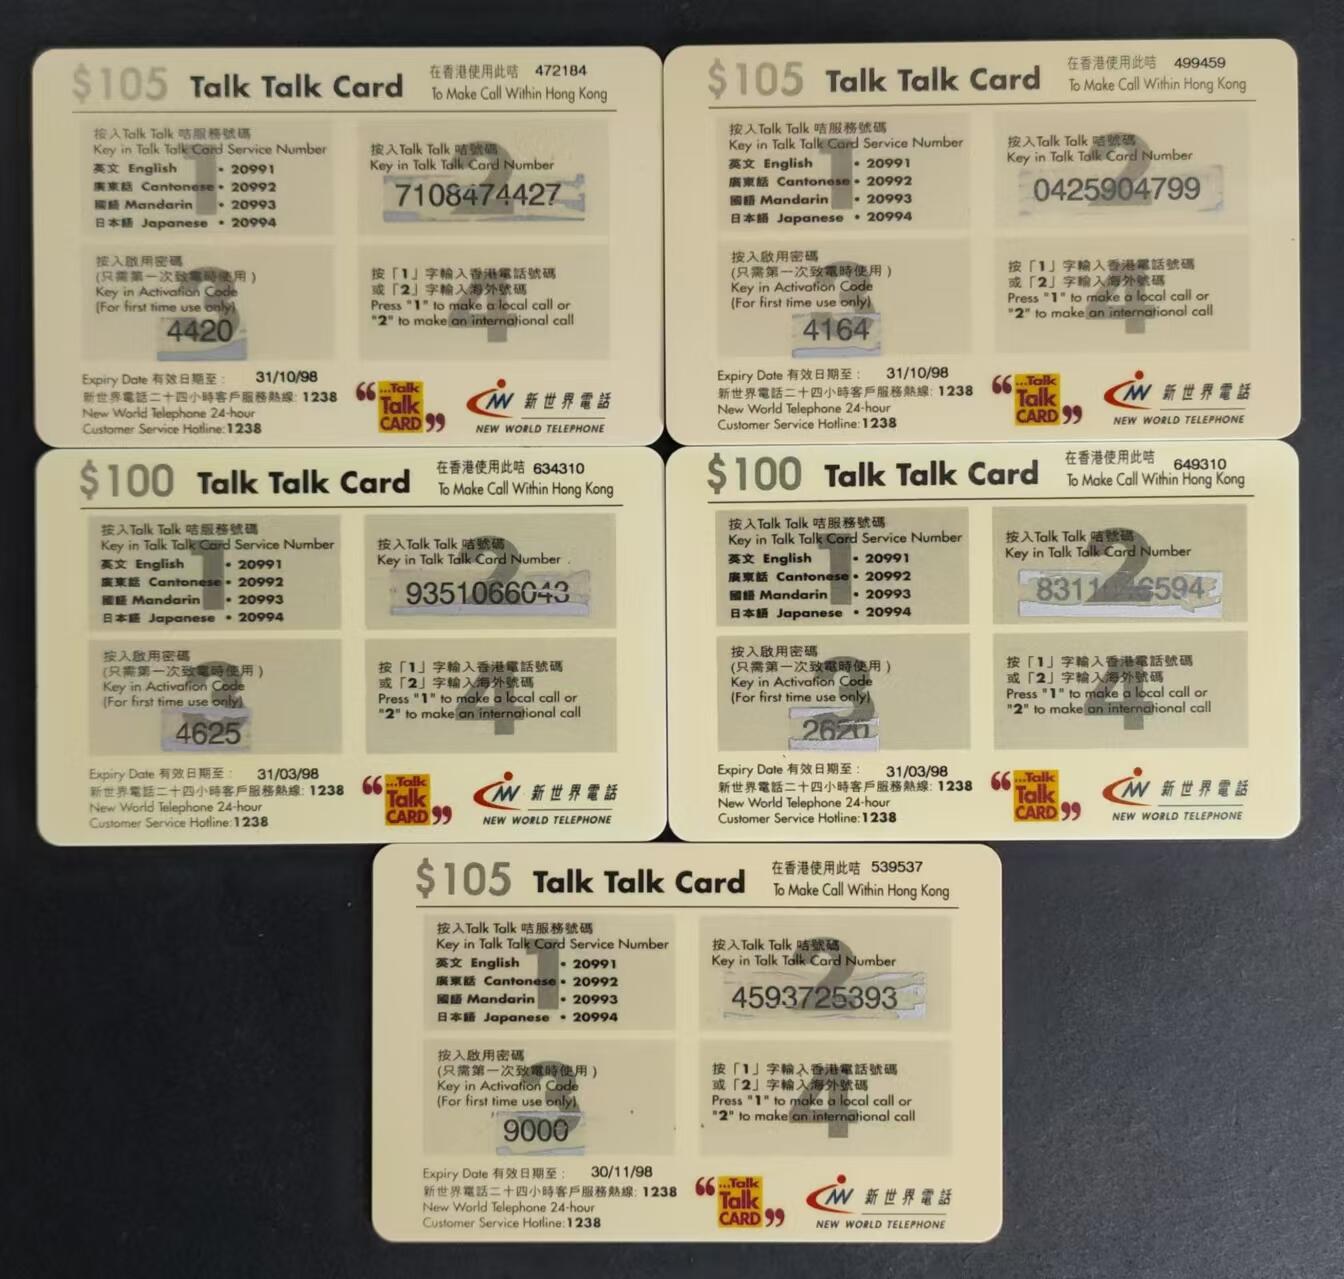 $105 Talk Talk Card 在香港使用此咭 472184
To Make Call Within Hong Kong
1
按入Talk Talk 咭服務號碼
Key in Talk Talk Card Service Number
英文 English • 20991
廣東話 Cantonese • 20992
國語 Mandarin • 20993
日本語 Japanese • 20994
2
按入Talk Talk 咭號碼
Key in Talk Talk Card Number
7108474427
3
按入啟用密碼
(只需第一次致電時使用)
Key in Activation Code
(For first time use only)
4420
4
按「1」字輸入香港電話號碼
或「2」字輸入海外號碼
Press "1" to make a local call or
"2" to make an international call
Expiry Date 有效日期至： 31/10/98
新世界電話二十四小時客戶服務熱線: 1238
New World Telephone 24-hour
Customer Service Hotline:1238
“...Talk
Talk
CARD”
新世界電話
NEW WORLD TELEPHONE
$105 Talk Talk Card 在香港使用此咭 499459
To Make Call Within Hong Kong
1
按入Talk Talk 咭服務號碼
Key in Talk Talk Card Service Number
英文 English • 20991
廣東話 Cantonese • 20992
國語 Mandarin • 20993
日本語 Japanese • 20994
2
按入Talk Talk 咭號碼
Key in Talk Talk Card Number
0425904799
3
按入啟用密碼
(只需第一次致電時使用)
Key in Activation Code
(For first time use only)
4164
4
按「1」字輸入香港電話號碼
或「2」字輸入海外號碼
Press "1" to make a local call or
"2" to make an international call
Expiry Date 有效日期至： 31/10/98
新世界電話二十四小時客戶服務熱線: 1238
New World Telephone 24-hour
Customer Service Hotline:1238
“...Talk
Talk
CARD”
新世界電話
NEW WORLD TELEPHONE
$100 Talk Talk Card 在香港使用此咭 634310
To Make Call Within Hong Kong
1
按入Talk Talk 咭服務號碼
Key in Talk Talk Card Service Number
英文 English • 20991
廣東話 Cantonese • 20992
國語 Mandarin • 20993
日本語 Japanese • 20994
2
按入Talk Talk 咭號碼
Key in Talk Talk Card Number
9351066043
3
按入啟用密碼
(只需第一次致電時使用)
Key in Activation Code
(For first time use only)
4625
4
按「1」字輸入香港電話號碼
或「2」字輸入海外號碼
Press "1" to make a local call or
"2" to make an international call
Expiry Date 有效日期至： 31/03/98
新世界電話二十四小時客戶服務熱線: 1238
New World Telephone 24-hour
Customer Service Hotline:1238
“...Talk
Talk
CARD”
新世界電話
NEW WORLD TELEPHONE
$100 Talk Talk Card 在香港使用此咭 649310
To Make Call Within Hong Kong
1
按入Talk Talk 咭服務號碼
Key in Talk Talk Card Service Number
英文 English • 20991
廣東話 Cantonese • 20992
國語 Mandarin • 20993
日本語 Japanese • 20994
2
按入Talk Talk 咭號碼
Key in Talk Talk Card Number
3
按入啟用密碼
(只需第一次致電時使用)
Key in Activation Code
(For first time use only)
4
按「1」字輸入香港電話號碼
或「2」字輸入海外號碼
Press "1" to make a local call or
"2" to make an international call
Expiry Date 有效日期至： 31/03/98
新世界電話二十四小時客戶服務熱線: 1238
New World Telephone 24-hour
Customer Service Hotline:1238
“...Talk
Talk
CARD”
新世界電話
NEW WORLD TELEPHONE
$105 Talk Talk Card 在香港使用此咭 539537
To Make Call Within Hong Kong
1
按入Talk Talk 咭服務號碼
Key in Talk Talk Card Service Number
英文 English • 20991
廣東話 Cantonese • 20992
國語 Mandarin • 20993
日本語 Japanese • 20994
2
按入Talk Talk 咭號碼
Key in Talk Talk Card Number
4593725393
3
按入啟用密碼
(只需第一次致電時使用)
Key in Activation Code
(For first time use only)
9000
4
按「1」字輸入香港電話號碼
或「2」字輸入海外號碼
Press "1" to make a local call or
"2" to make an international call
Expiry Date 有效日期至： 30/11/98
新世界電話二十四小時客戶服務熱線: 1238
New World Telephone 24-hour
Customer Service Hotline:1238
“...Talk
Talk
CARD”
新世界電話
NEW WORLD TELEPHONE